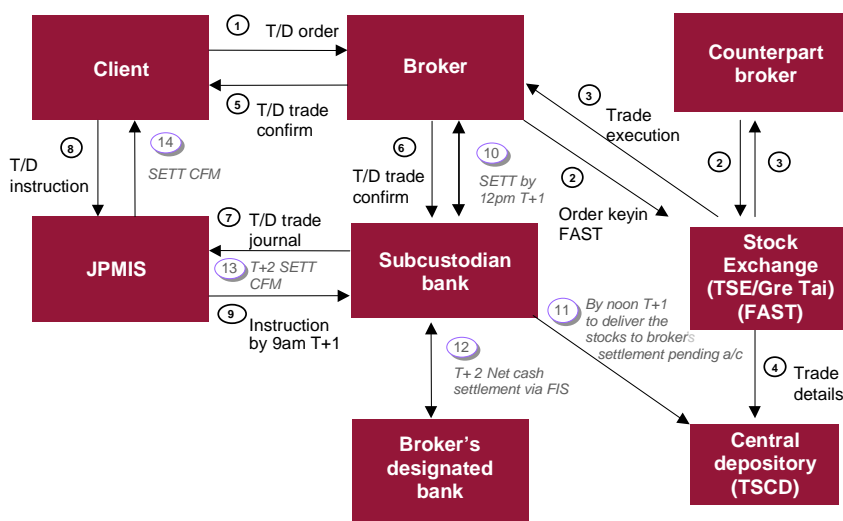 1
T/D order
Client
Broker
Counterpart
broker
5
T/D trade
confirm
3
Trade
execution
8
T/D
instruction
14
SETT CFM
6
T/D trade
confirm
10
SETT by
12pm T+1
2
Order keyin
FAST
2
3
7
T/D trade
journal
JPMIS
13
T+2 SETT
CFM
9
Instruction
by 9am T+1
Subcustodian
bank
Stock
Exchange
(TSE/Gre Tai)
(FAST)
11
By noon T+1
to deliver the
stocks to broker's
settlement pending a/c
12
T+ 2 Net cash
settlement via FIS
4
Trade
details
Broker's
designated
bank
Central
depository
(TSCD)